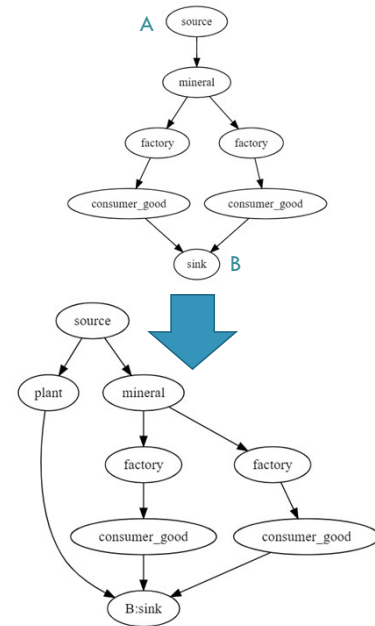 A source
mineral
factory factory
consumer_good consumer_good
sink B
source
plant mineral
factory factory
consumer_good consumer_good
B:sink